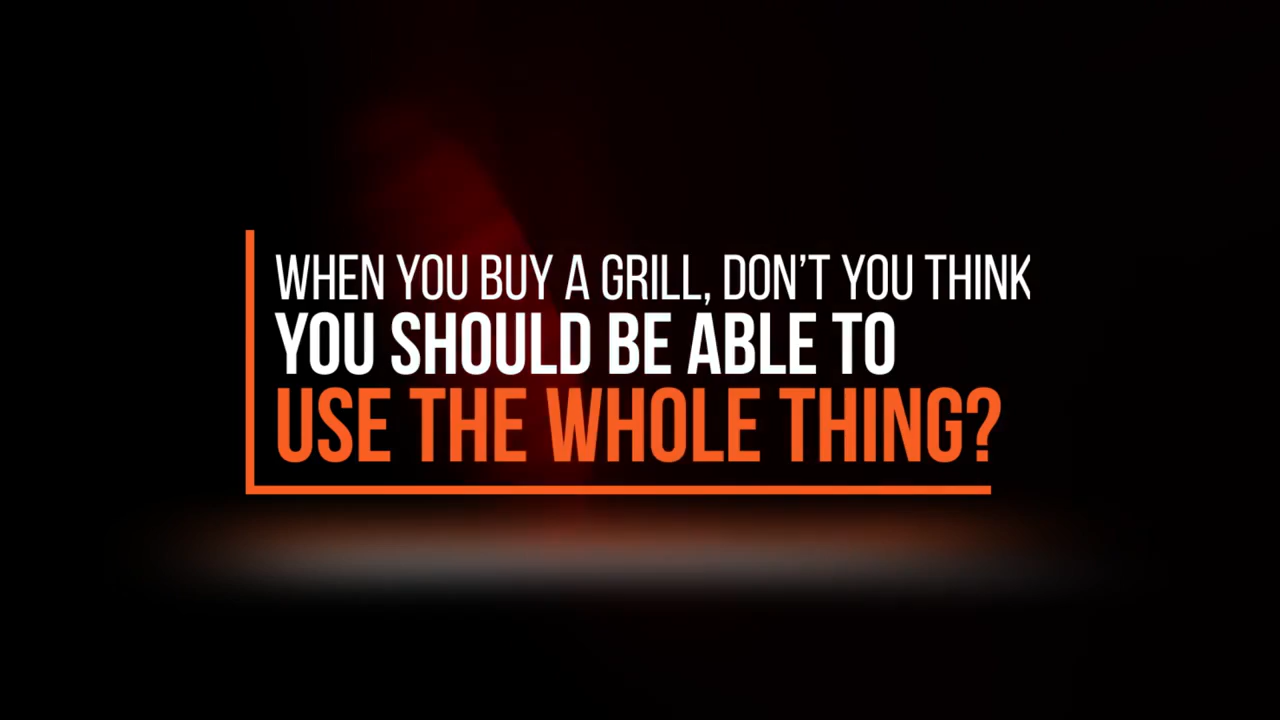 WHEN YOU BUY A GRILL, DON’T YOU THINK
YOU SHOULD BE ABLE TO
USE THE WHOLE THING?